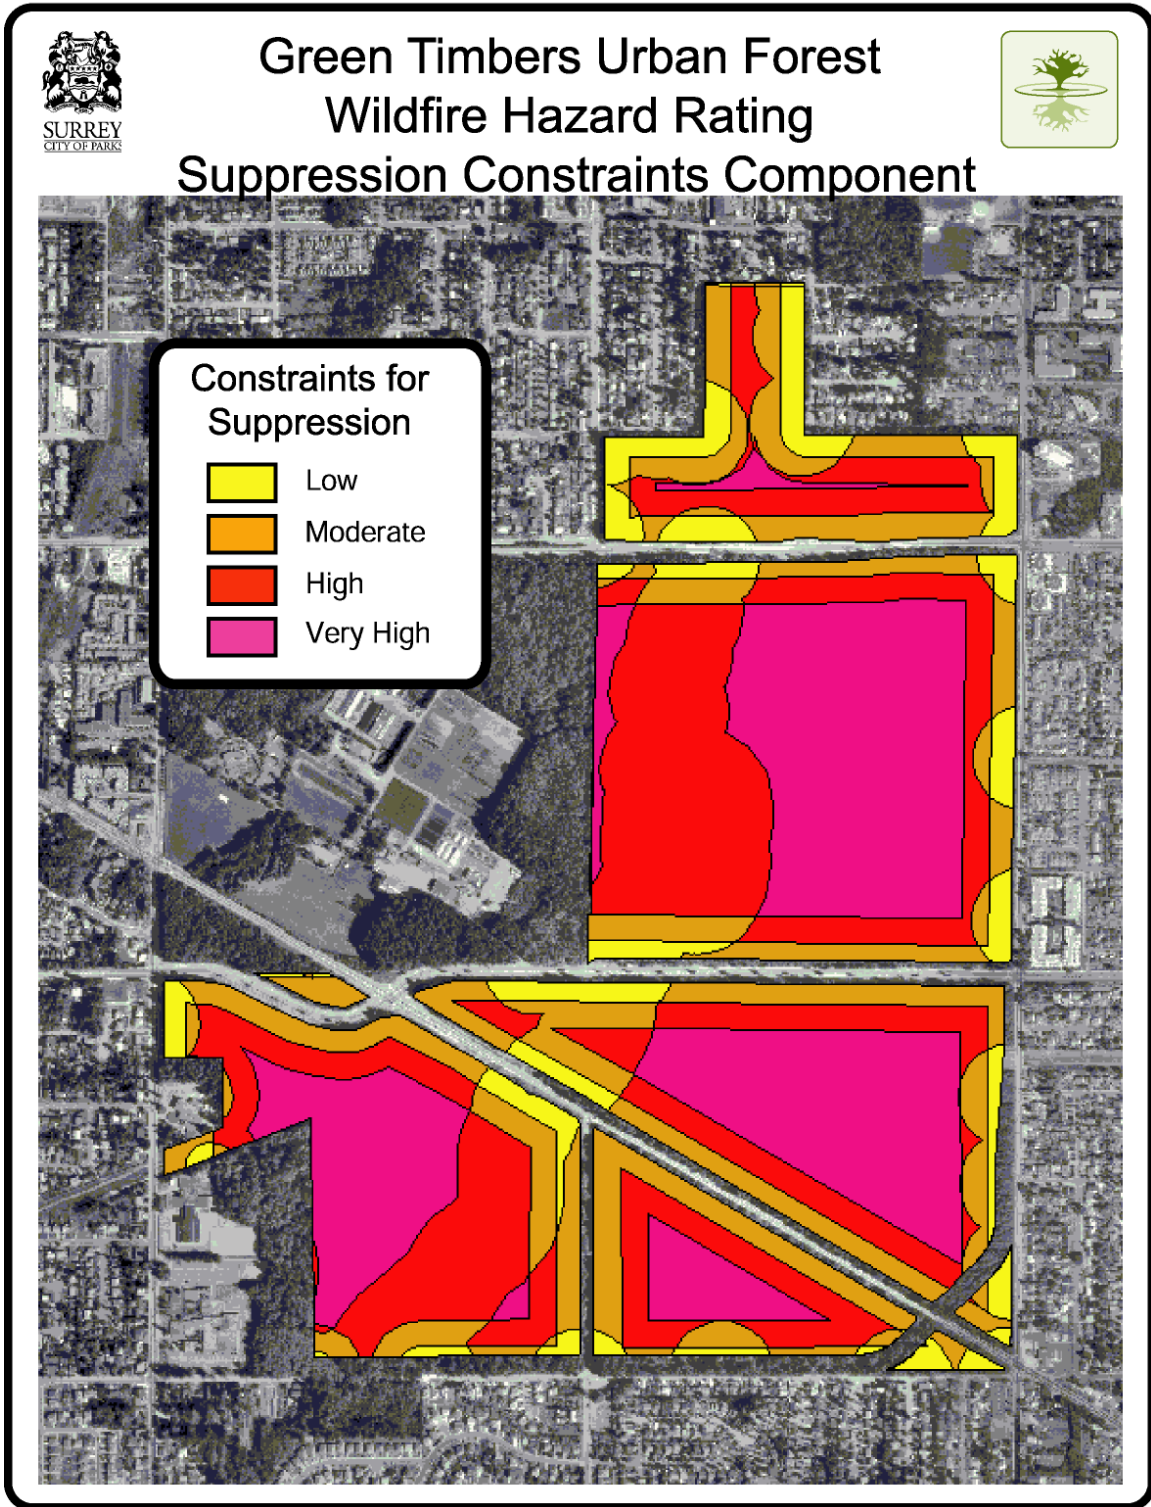 Green Timbers Urban Forest
Wildfire Hazard Rating
Suppression Constraints Component
SURREY
CITY OF PARKS
Constraints for
Suppression
Low
Moderate
High
Very High